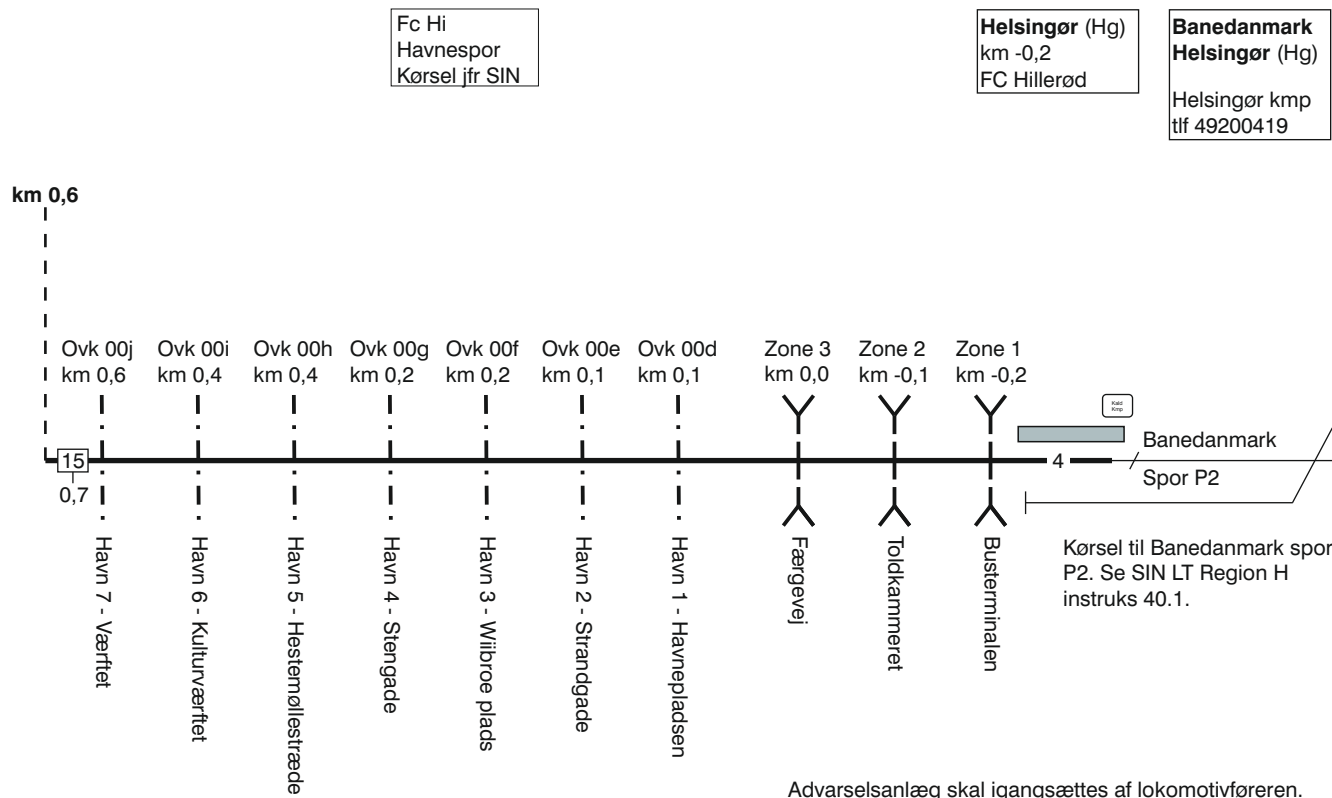 Fc Hi
Havnespor
Kørsel jfr SIN
Helsingør (Hg)
km -0,2
FC Hillerød
Banedanmark
Helsingør (Hg)
Helsingør kmp
tlf 49200419
km 0,6
Ovk 00j
km 0,6
Ovk 00i
km 0,4
Ovk 00h
km 0,4
Ovk 00g
km 0,2
Ovk 00f
km 0,2
Ovk 00e
km 0,1
Ovk 00d
km 0,1
Zone 3
km 0,0
Zone 2
km -0,1
Zone 1
km -0,2
Kald
Kmp
15
0,7
4
Banedanmark
Spor P2
Havn 7 - Værftet
Havn 6 - Kulturværftet
Havn 5 - Hestemøllestræde
Havn 4 - Stengade
Havn 3 - Wiibroe plads
Havn 2 - Strandgade
Havn 1 - Havnepladsen
Færgevej
Toldkammeret
Busterminalen
Kørsel til Banedanmark spor
P2. Se SIN LT Region H
instruks 40.1.
Advarselsanlæg skal igangsættes af lokomotivføreren.